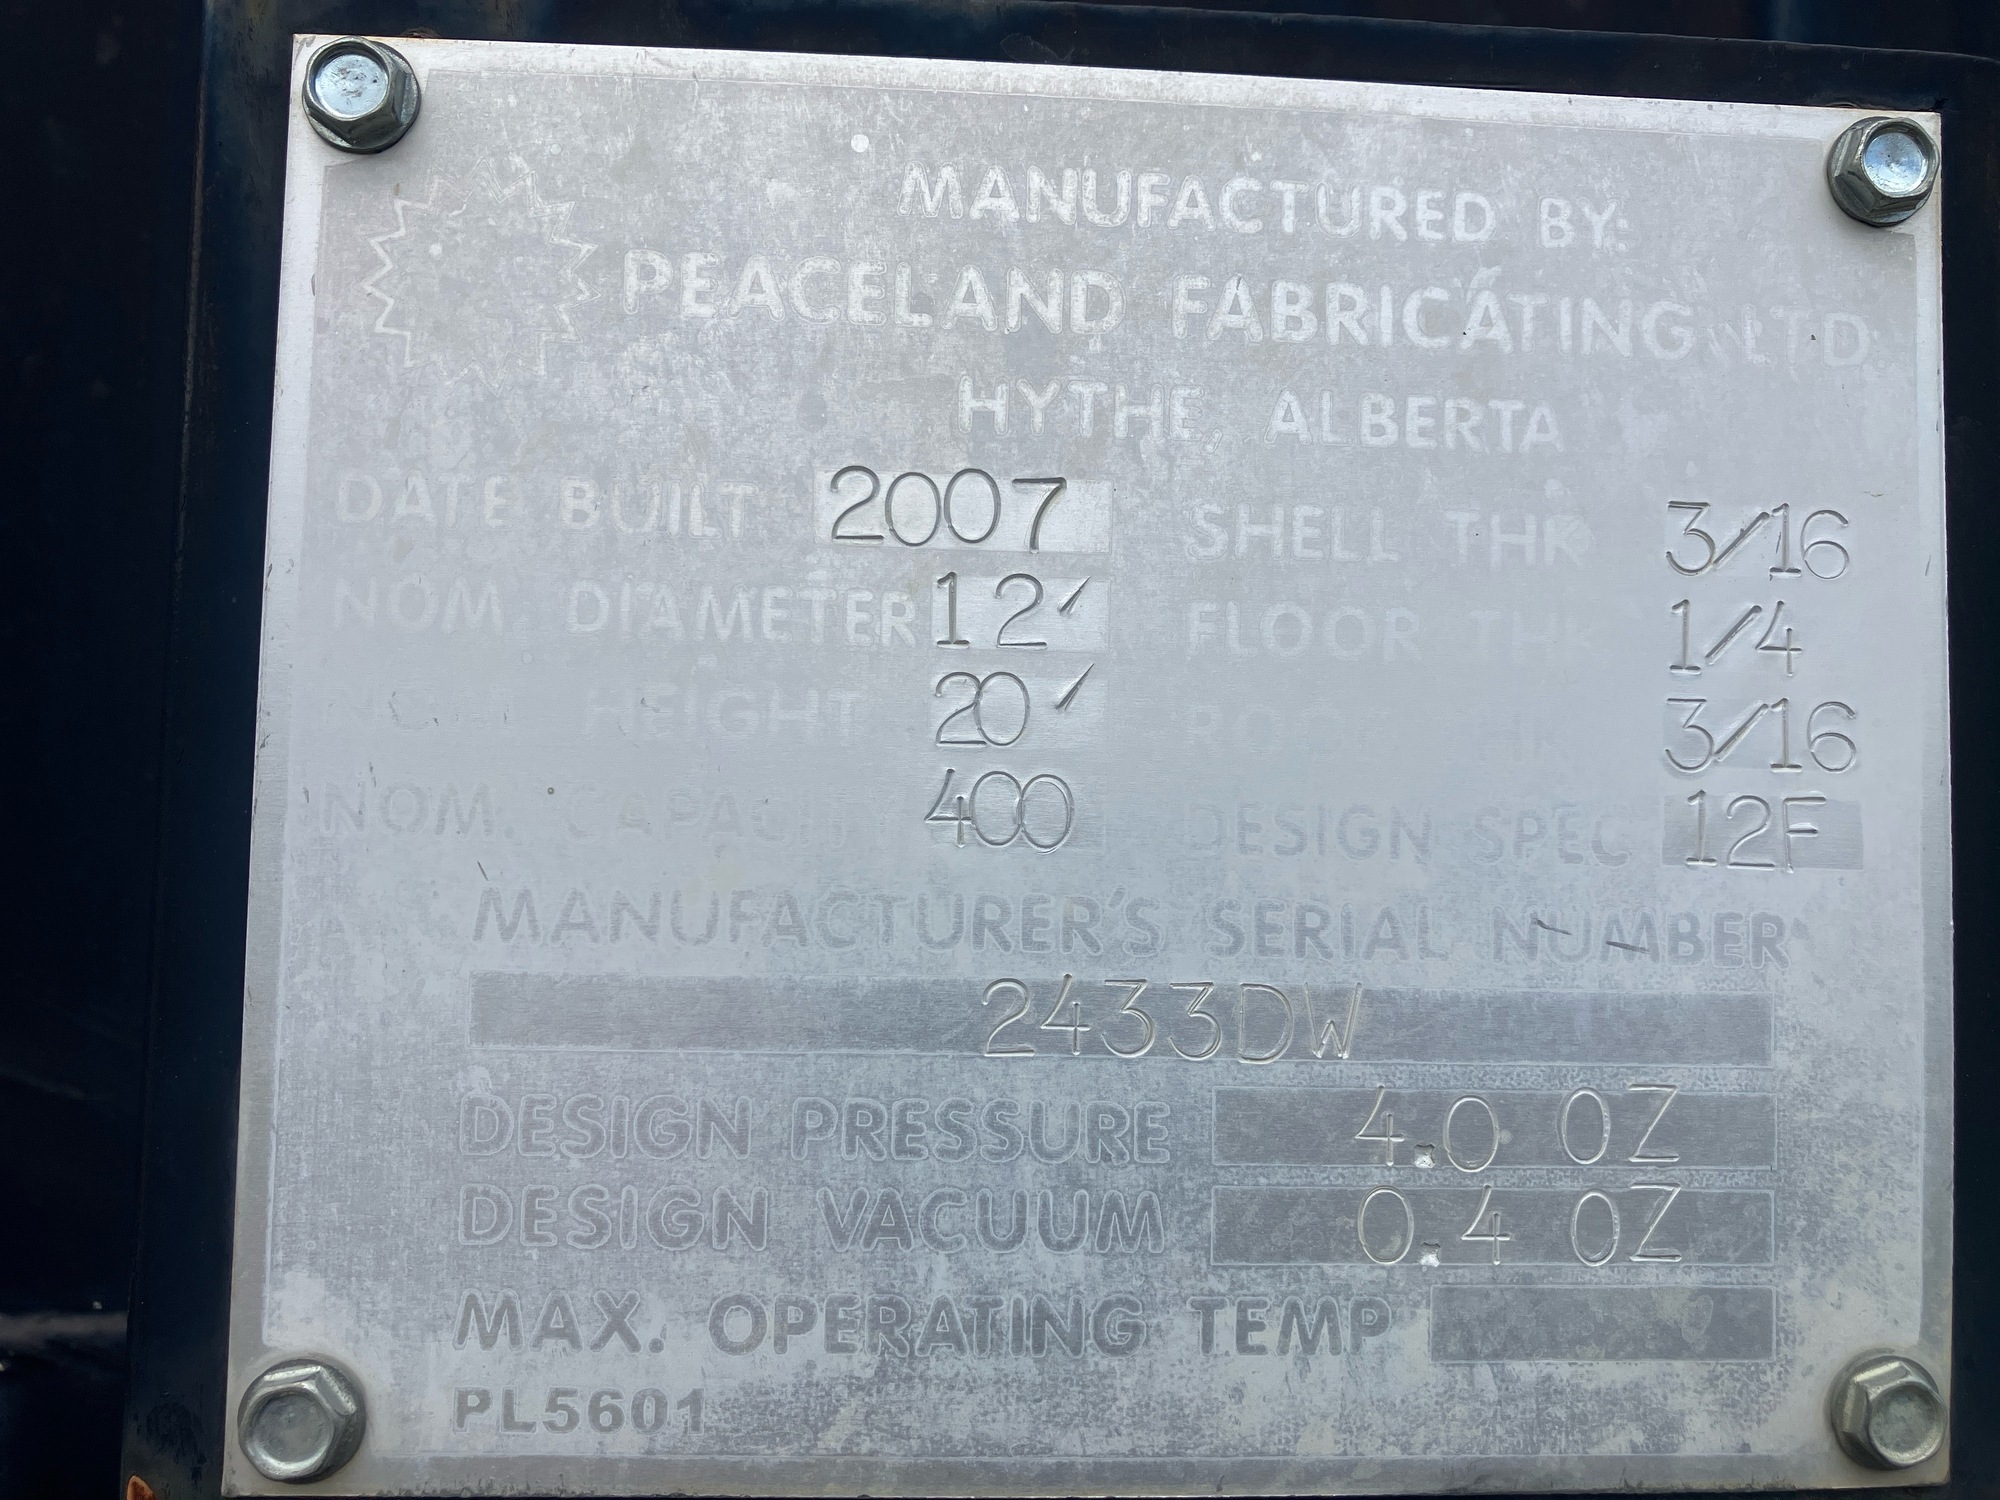 MANUFACTURED BY:
PEACELAND FABRICATING LTD.
HYTHE, ALBERTA
DATE BUILT 2007 SHELL THK 3/16
NOM. DIAMETER 12' FLOOR THK 1/4
HEIGHT 20' 3/16
NOM. CAPACITY 400 DESIGN SPEC 12F
MANUFACTURER'S SERIAL NUMBER
2433DW
DESIGN PRESSURE 4.0 OZ
DESIGN VACUUM 0.4 OZ
MAX. OPERATING TEMP
PL5601